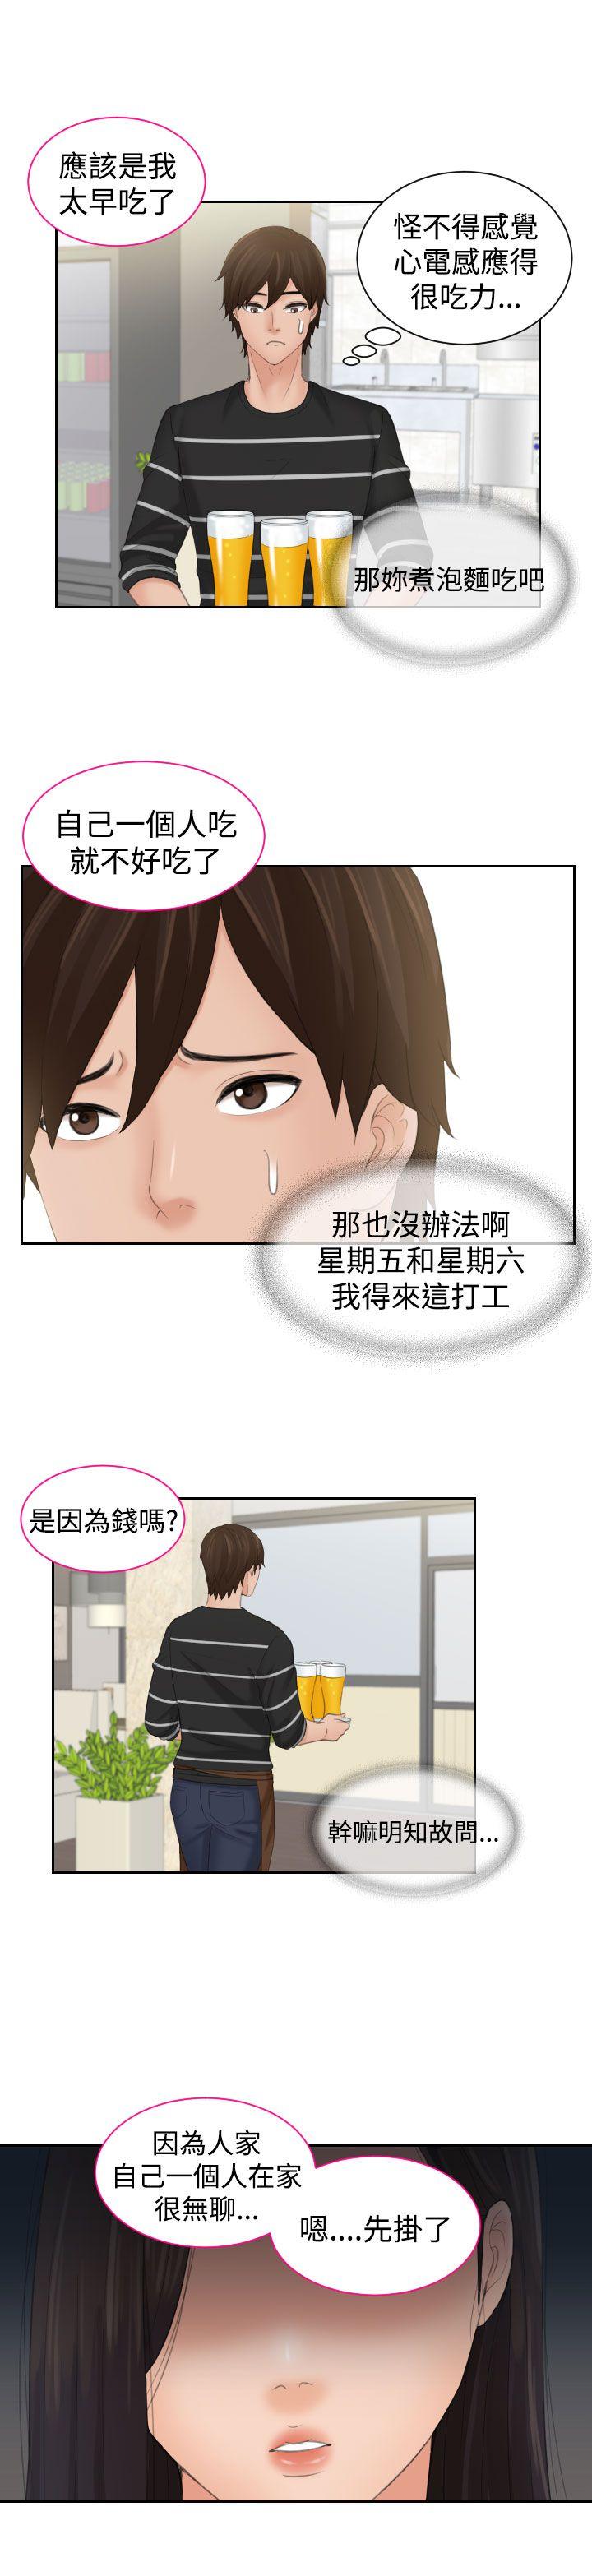 應該是我
太早吃了
怪不得感覺
心電感應得
很吃力...
那妳煮泡麵吃吧
自己一個人吃
就不好吃了
那也沒辦法啊
星期五和星期六
我得來這打工
是因為錢嗎?
幹嘛明知故問...
因為人家
自己一個人在家
很無聊...
嗯....先掛了